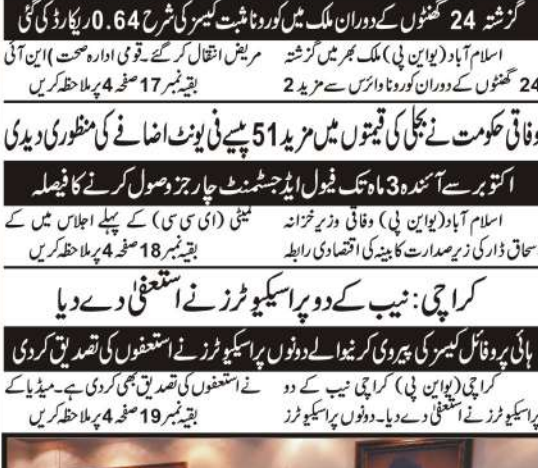 گزشتہ 24 گھنٹوں کے دوران ملک میں کورونا مثبت کیسز کی شرح 0.64 ریکارڈ کی گئی
اسلام آباد (یو این پی) ملک بھر میں گزشتہ
24 گھنٹوں کے دوران کورونا وائرس سے مزید 2
مریض انتقال کر گئے۔ قومی ادارہ صحت )این آئی
بقیہ نمبر 17 صفحہ 4 پر ملاحظہ کریں
وفاقی حکومت نے بجلی کی قیمتوں میں مزید 51 پیسے فی یونٹ اضافے کی منظوری دیدی
اکتوبر سے آئندہ 3 ماہ تک فیول ایڈجسٹمنٹ چارجز وصول کرنے کا فیصلہ
اسلام آباد (یو این پی) وفاقی وزیر خزانہ
سحاق ڈار کی زیر صدارت کابینہ کی اقتصادی رابطہ
کمیٹی (ای سی سی) کے پہلے اجلاس میں کے
بقیہ نمبر 18 صفحہ 4 پر ملاحظہ کریں
کراچی: نیب کے دو پراسیکیوٹرز نے استعفیٰ دے دیا
ہائی پروفائل کیسز کی پیروی کرنیوالے دونوں پراسیکیوٹرز نے استعفوں کی تصدیق کردی
کراچی (یو این پی) کراچی نیب کے دو
پراسیکیوٹرز نے استعفیٰ دے دیا۔ دونوں پراسیکیوٹرز
نے استعفوں کی تصدیق بھی کردی ہے۔ میڈیا کے
بقیہ نمبر 19 صفحہ 4 پر ملاحظہ کریں